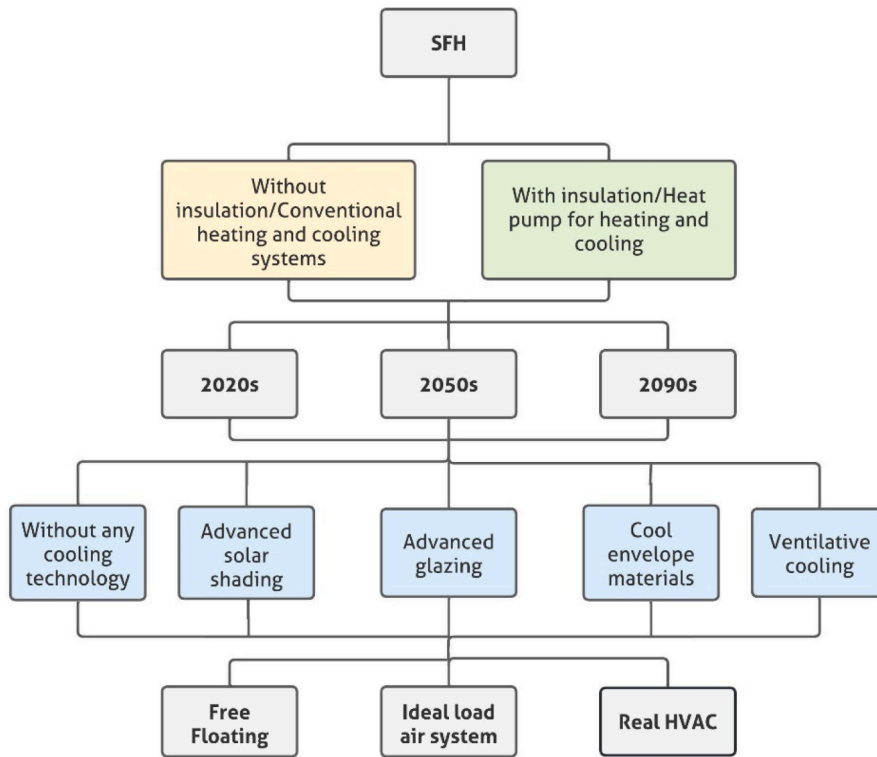 SFH
Without
insulation/Conventional
heating and cooling
systems
With insulation/Heat
pump for heating and
cooling
2020s
2050s
2090s
Without any
cooling
technology
Advanced
solar
shading
Advanced
glazing
Cool
envelope
materials
Ventilative
cooling
Free
Floating
Ideal load
air system
Real HVAC